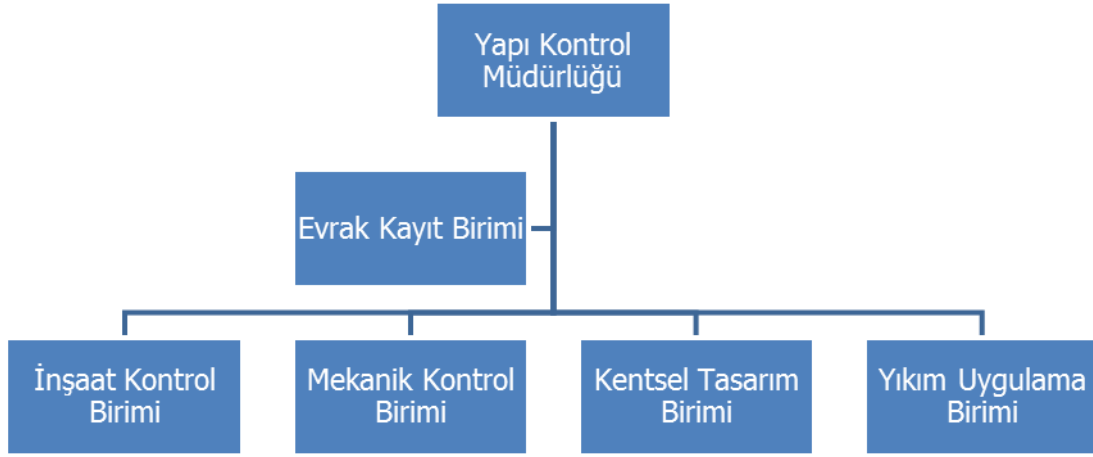 Yapı Kontrol
Müdürlüğü
Evrak Kayıt Birimi
İnşaat Kontrol
Birimi
Mekanik Kontrol
Birimi
Kentsel Tasarım
Birimi
Yıkım Uygulama
Birimi